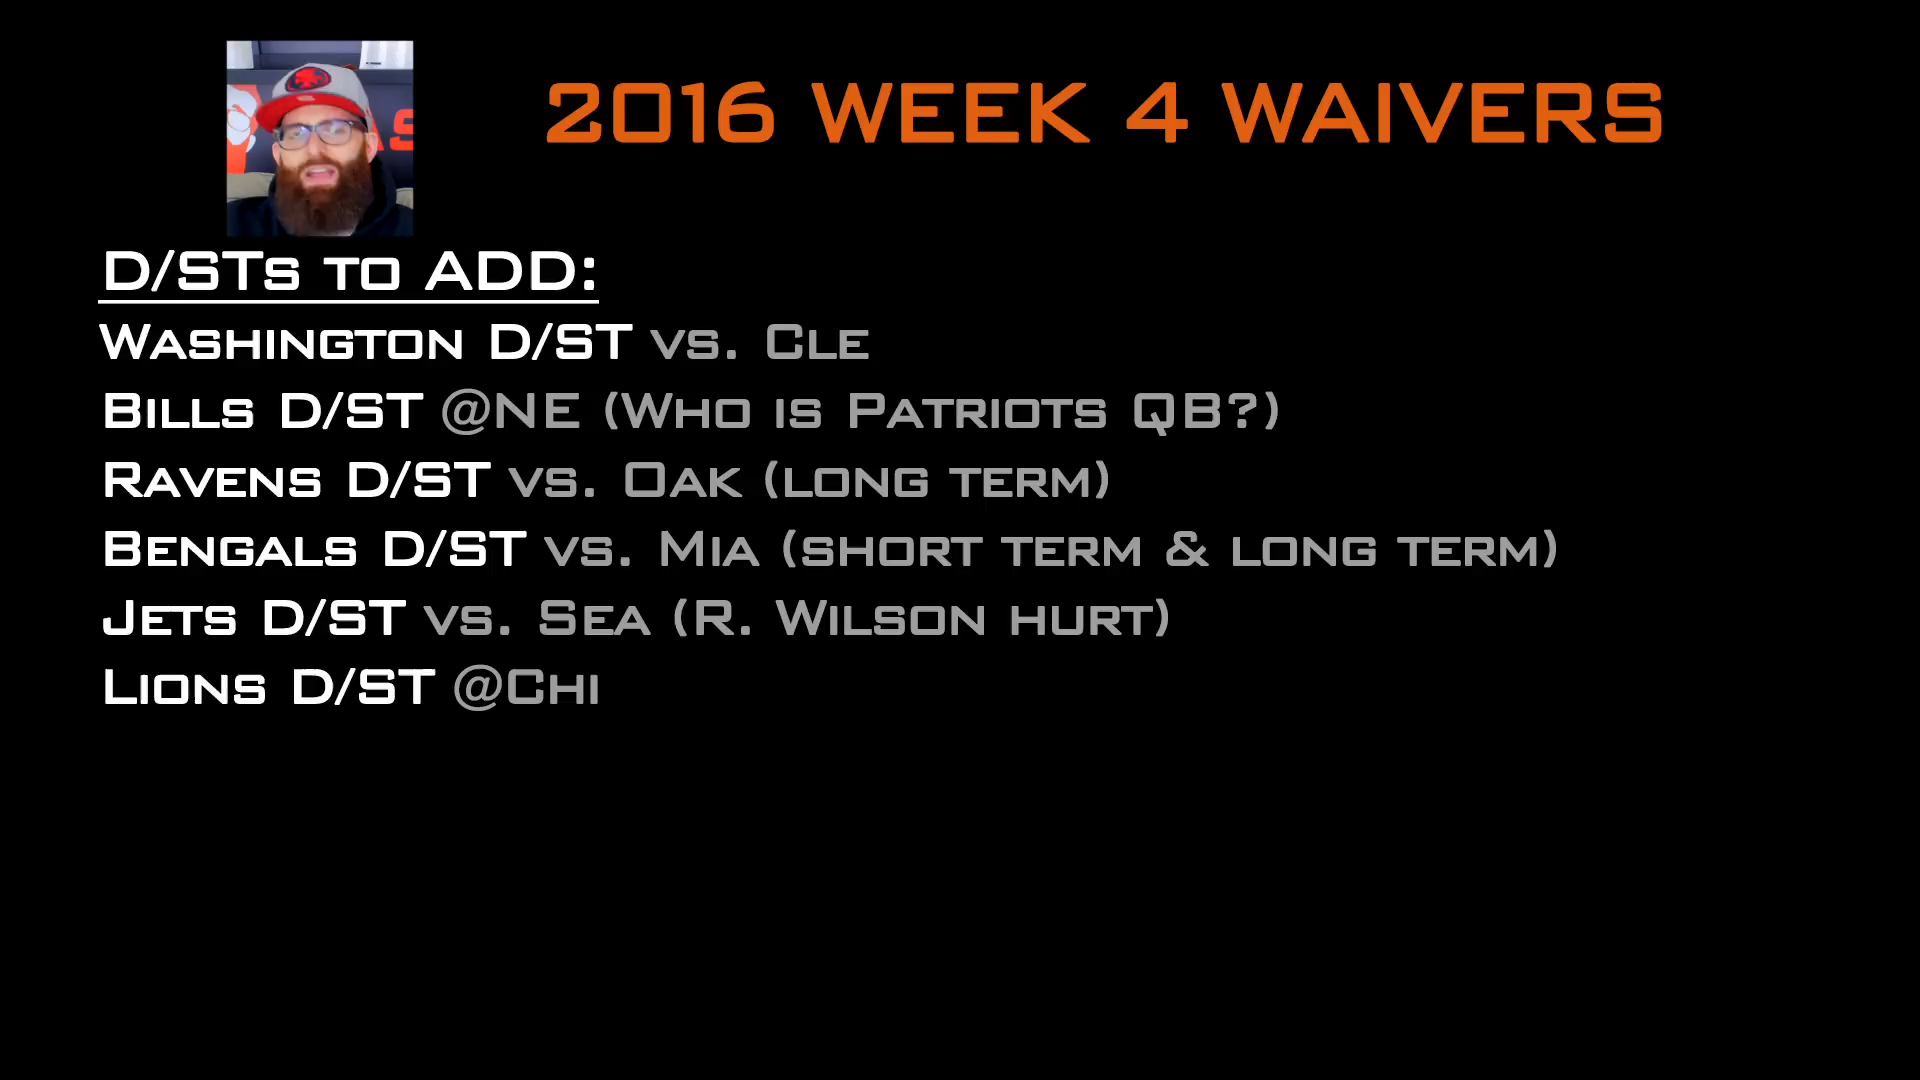 2016 WEEK 4 WAIVERS
D/STs to ADD:
Washington D/ST vs. Cle
Bills D/ST @NE (Who is Patriots QB?)
Ravens D/ST vs. Oak (long term)
Bengals D/ST vs. Mia (short term & long term)
Jets D/ST vs. Sea (R. Wilson hurt)
Lions D/ST @Chi